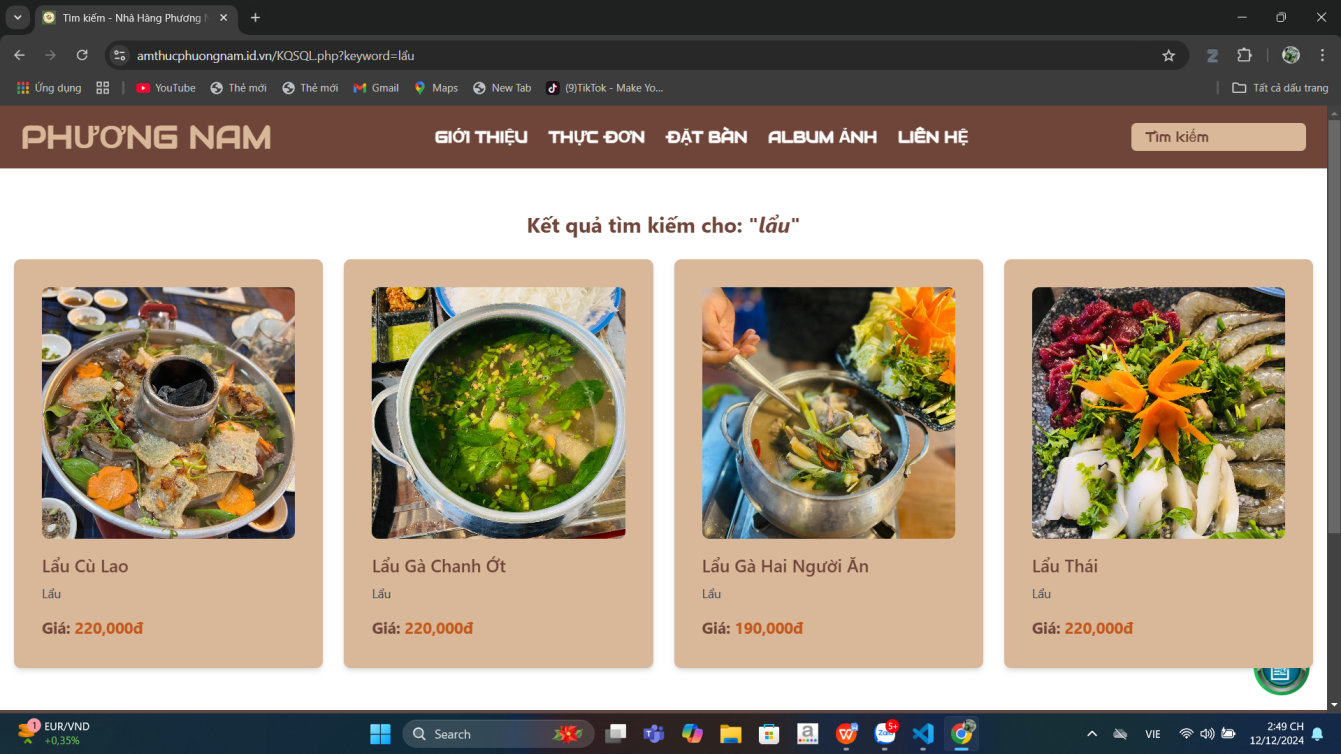 Tìm kiếm - Nhà Hàng Phương N
amthucphuongnam.id.vn/KQSQL.php?keyword=lẩu
Ứng dụng
YouTube
Thẻ mới
Thẻ mới
Gmail
Maps
New Tab
(9)TikTok - Make Yo...
Tất cả dấu trang
PHƯƠNG NAM
GIỚI THIỆU
THỰC ĐƠN
ĐẶT BÀN
ALBUM ẢNH
LIÊN HỆ
Tìm kiếm
Kết quả tìm kiếm cho: "lẩu"
Lẩu Cù Lao
Lẩu
Giá: 220,000đ
Lẩu Gà Chanh Ớt
Lẩu
Giá: 220,000đ
Lẩu Gà Hai Người Ăn
Lẩu
Giá: 190,000đ
Lẩu Thái
Lẩu
Giá: 220,000đ
1
EUR/VND
+0,35%
Search
Zalo
5+
VIE
2:49 CH
12/12/2024